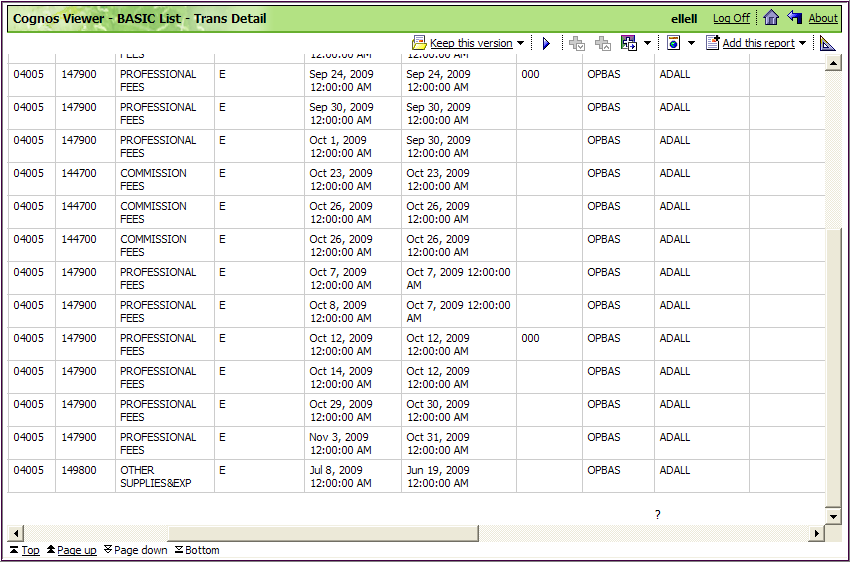 Cognos Viewer - BASIC List - Trans Detail ellell Log Off About
Keep this version Add this report
FEES 12:00:00 AM 12:00:00 AM
04005 147900 PROFESSIONAL E Sep 24, 2009 Sep 24, 2009 000 OPBAS ADALL
FEES 12:00:00 AM 12:00:00 AM
04005 147900 PROFESSIONAL E Sep 30, 2009 Sep 30, 2009 OPBAS ADALL
FEES 12:00:00 AM 12:00:00 AM
04005 147900 PROFESSIONAL E Oct 1, 2009 Sep 30, 2009 OPBAS ADALL
FEES 12:00:00 AM 12:00:00 AM
04005 144700 COMMISSION E Oct 23, 2009 Oct 23, 2009 OPBAS ADALL
FEES 12:00:00 AM 12:00:00 AM
04005 144700 COMMISSION E Oct 26, 2009 Oct 26, 2009 OPBAS ADALL
FEES 12:00:00 AM 12:00:00 AM
04005 144700 COMMISSION E Oct 26, 2009 Oct 26, 2009 OPBAS ADALL
FEES 12:00:00 AM 12:00:00 AM
04005 147900 PROFESSIONAL E Oct 7, 2009 Oct 7, 2009 12:00:00 OPBAS ADALL
FEES 12:00:00 AM AM
04005 147900 PROFESSIONAL E Oct 8, 2009 Oct 7, 2009 12:00:00 OPBAS ADALL
FEES 12:00:00 AM AM
04005 147900 PROFESSIONAL E Oct 12, 2009 Oct 12, 2009 000 OPBAS ADALL
FEES 12:00:00 AM 12:00:00 AM
04005 147900 PROFESSIONAL E Oct 14, 2009 Oct 12, 2009 OPBAS ADALL
FEES 12:00:00 AM 12:00:00 AM
04005 147900 PROFESSIONAL E Oct 29, 2009 Oct 30, 2009 OPBAS ADALL
FEES 12:00:00 AM 12:00:00 AM
04005 147900 PROFESSIONAL E Nov 3, 2009 Oct 31, 2009 OPBAS ADALL
FEES 12:00:00 AM 12:00:00 AM
04005 149800 OTHER E Jul 8, 2009 Jun 19, 2009 OPBAS ADALL
SUPPLIES&EXP 12:00:00 AM 12:00:00 AM
?
Top Page up Page down Bottom